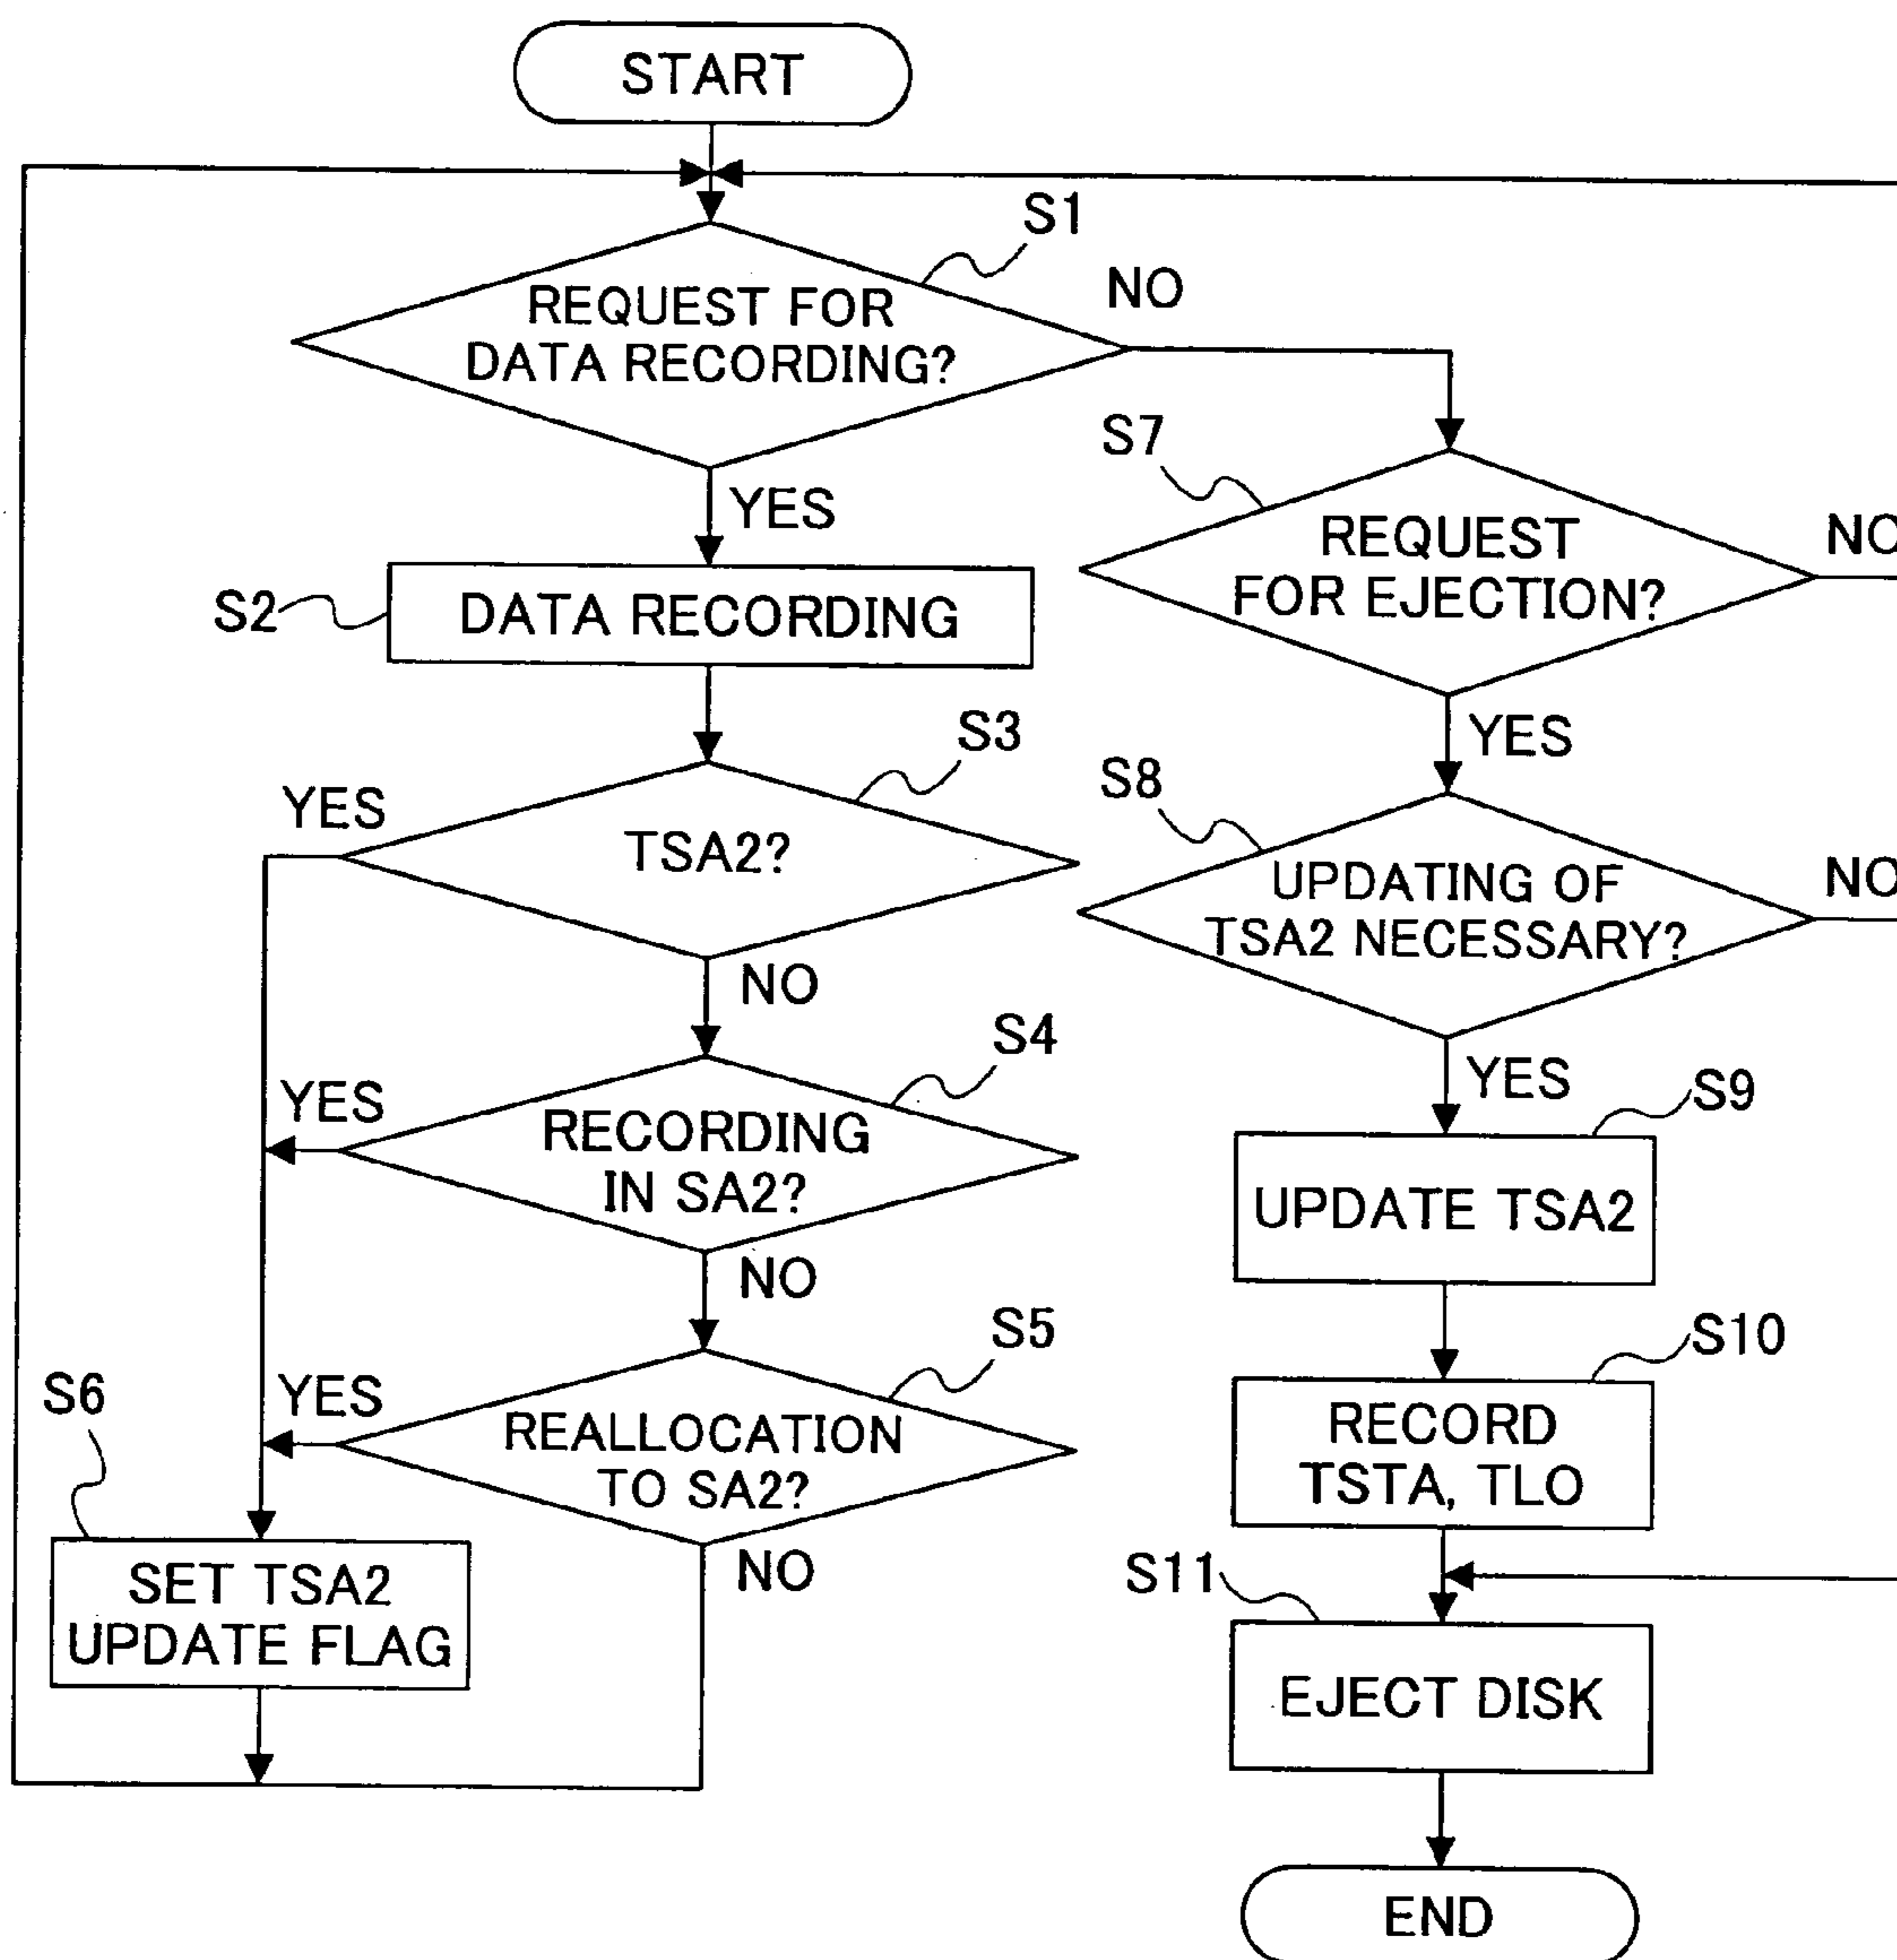 START
S1
REQUEST FOR
DATA RECORDING?
NO
YES
S2
DATA RECORDING
S3
YES
TSA2?
NO
S4
YES
RECORDING
IN SA2?
NO
S5
YES
REALLOCATION
TO SA2?
NO
S6
SET TSA2
UPDATE FLAG
S7
REQUEST
FOR EJECTION?
NO
YES
S8
UPDATING OF
TSA2 NECESSARY?
NO
YES
S9
UPDATE TSA2
S10
RECORD
TSTA, TLO
S11
EJECT DISK
END